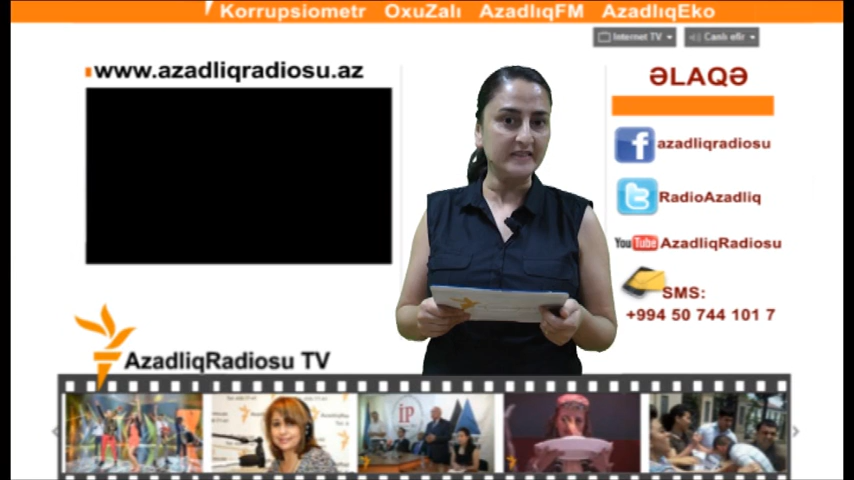 Korrupsiometr OxuZalı AzadlıqFM AzadlıqEko
Internet TV Canlı efir
www.azadliqradiosu.az
ƏLAQƏ
azadliqradiosu
RadioAzadliq
YouTube AzadliqRadiosu
SMS:
+994 50 744 101 7
AzadliqRadiosu TV
İP